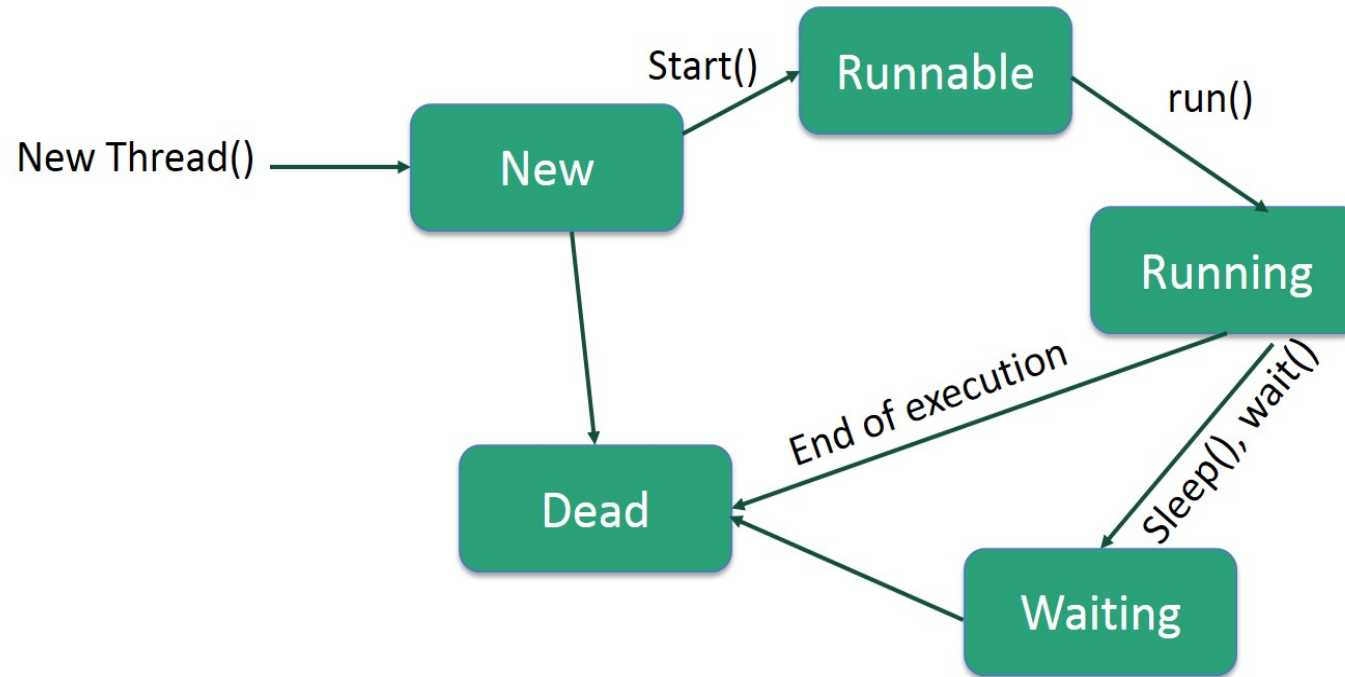 Start()
Runnable
run()
New Thread()
New
Running
End of execution
Sleep(), wait()
Dead
Waiting